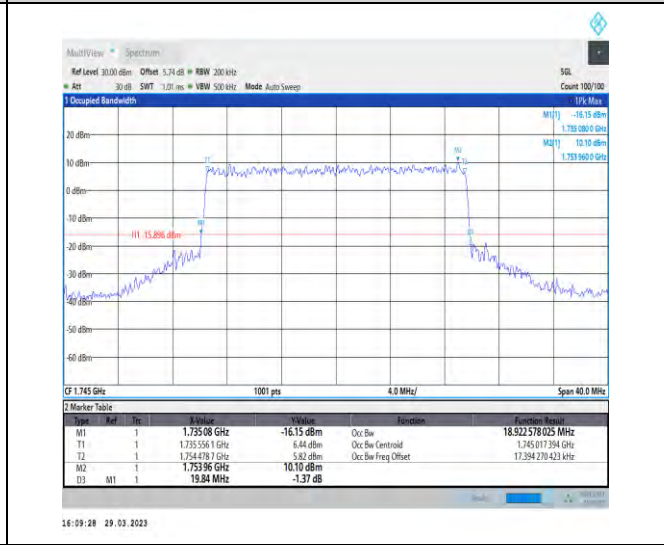 MultiView Spectrum
Ref Level 30.00 dBm Offset 5.74 dB RBW 200 kHz SGL
Att 30 dB SWT 1.01 ms VBW 500 kHz Mode Auto Sweep Count 100/100
1 Occupied Bandwidth 1Pk Max
M1[1] -16.15 dBm
1.735 080 0 GHz
M2[1] 10.10 dBm
1.753 960 0 GHz
20 dBm
M2
T1 T2
10 dBm
0 dBm
-10 dBm
M1
H1 -15.896 dBm
D3
-20 dBm
-30 dBm
-40 dBm
-50 dBm
-60 dBm
CF 1.745 GHz 1001 pts 4.0 MHz/ Span 40.0 MHz
2 Marker Table
Type Ref Trc X-Value Y-Value Function Function Result
M1 1 1.735 08 GHz -16.15 dBm Occ Bw 18.922 578 025 MHz
T1 1 1.735 556 1 GHz 6.44 dBm Occ Bw Centroid 1.745 017 394 GHz
T2 1 1.754 478 7 GHz 5.82 dBm Occ Bw Freq Offset 17.394 270 423 kHz
M2 1 1.753 96 GHz 10.10 dBm
D3 M1 1 19.84 MHz -1.37 dB
16:09:28 29.03.2023